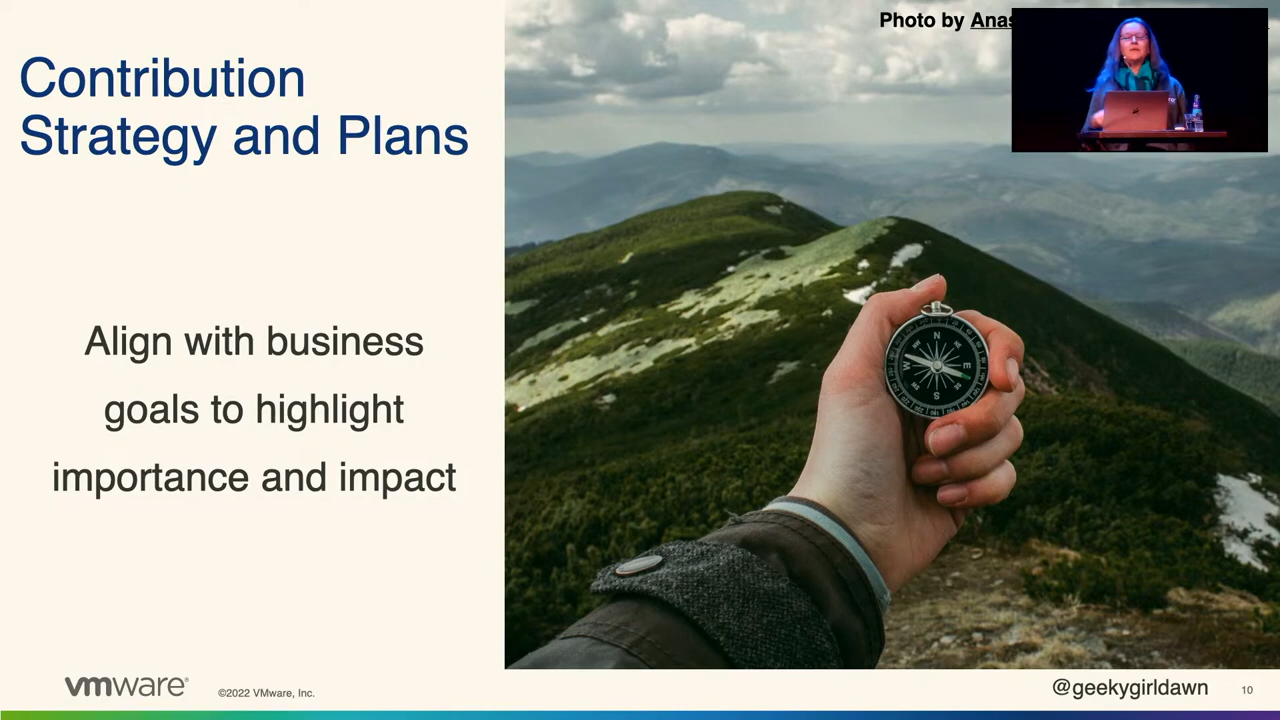 Photo by
Contribution
Strategy and Plans
Align with business
goals to highlight
importance and impact
N
E
S
W
vmware®
©2022 VMware, Inc.
@geekygirldawn
10